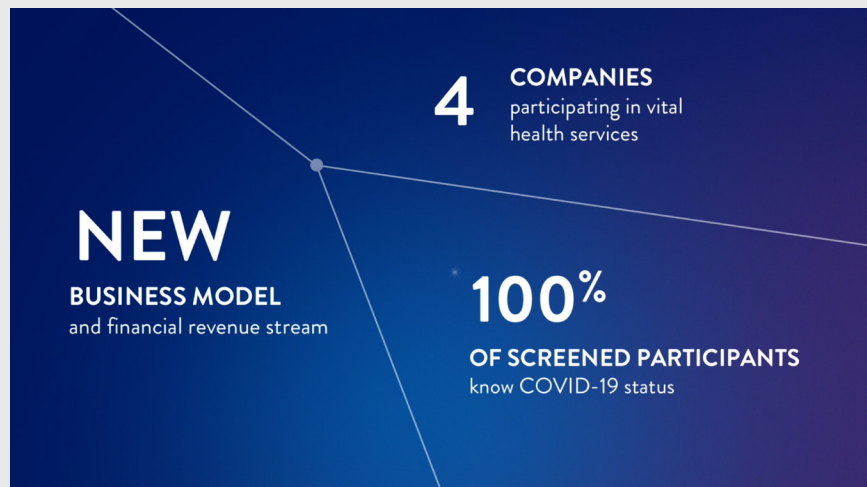 4
COMPANIES
participating in vital
health services
NEW
BUSINESS MODEL
and financial revenue stream
100%
OF SCREENED PARTICIPANTS
know COVID-19 status